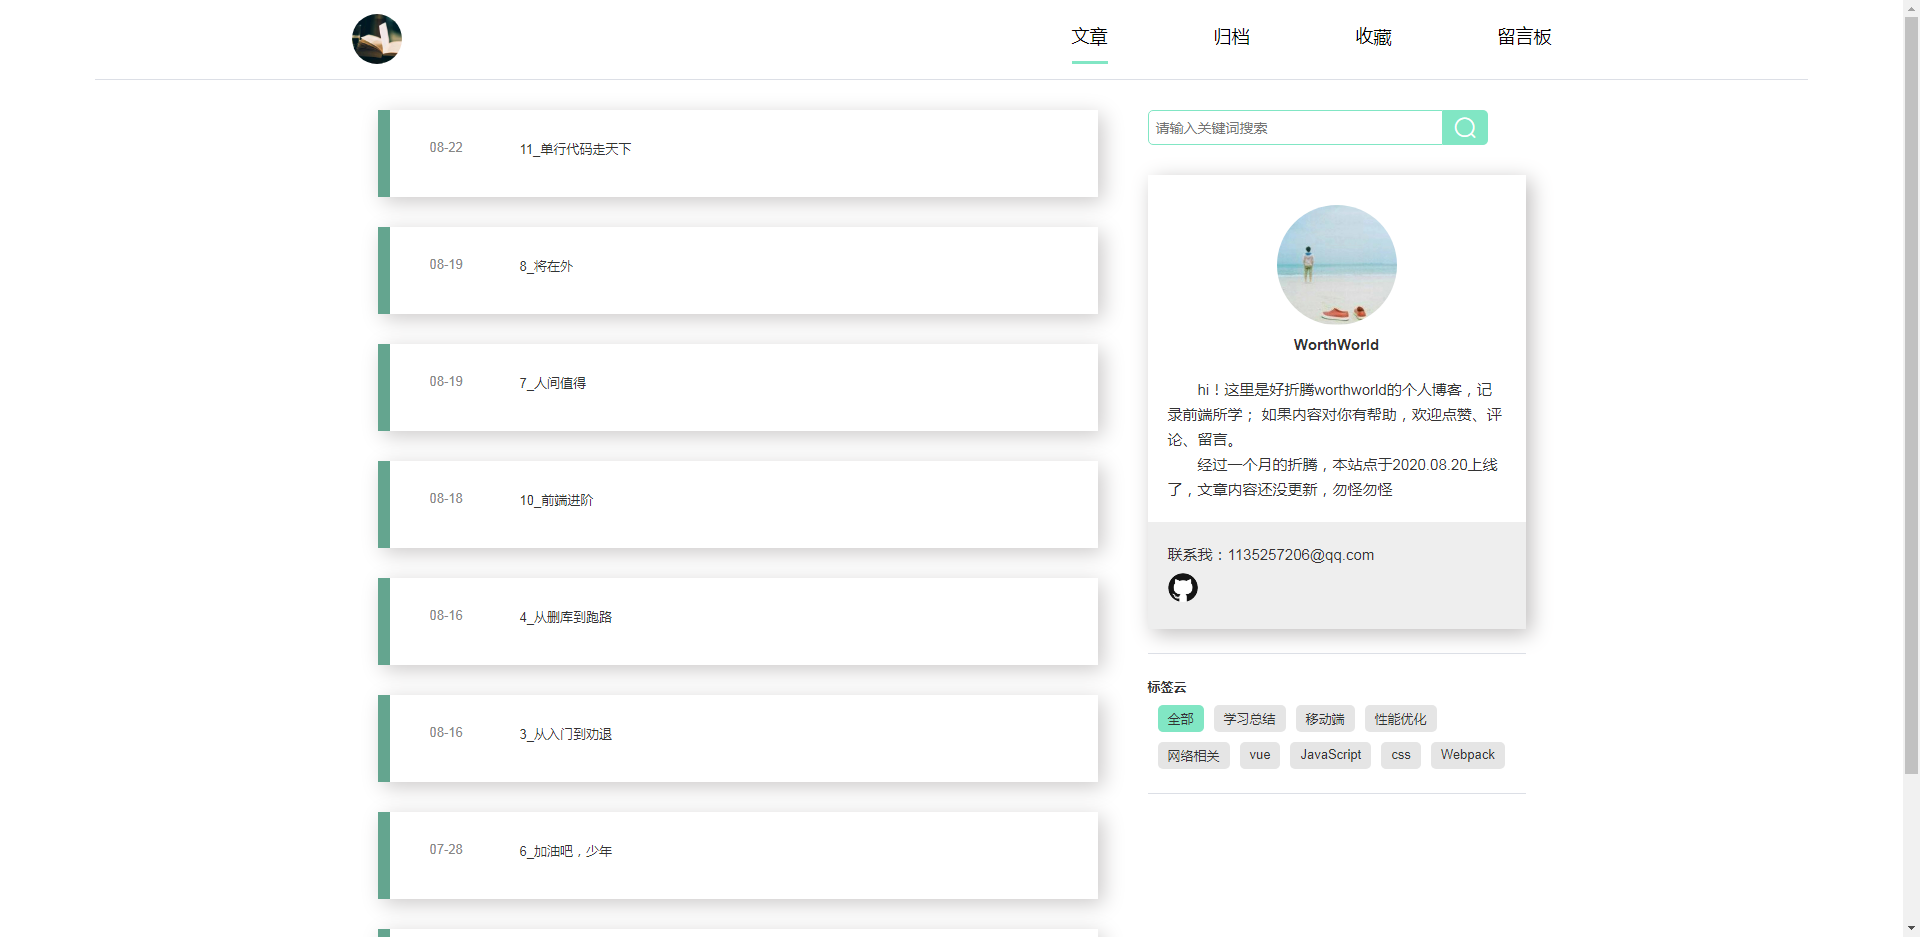 文章
归档
收藏
留言板
08-22
11_单行代码走天下
08-19
8_将在外
08-19
7_人间值得
08-18
10_前端进阶
08-16
4_从删库到跑路
08-16
3_从入门到劝退
07-28
6_加油吧，少年
请输入关键词搜索
WorthWorld
hi！这里是好折腾worthworld的个人博客，记
录前端所学； 如果内容对你有帮助，欢迎点赞、评
论、留言。
经过一个月的折腾，本站点于2020.08.20上线
了，文章内容还没更新，勿怪勿怪
联系我：1135257206@qq.com
标签云
全部
学习总结
移动端
性能优化
网络相关
vue
JavaScript
css
Webpack